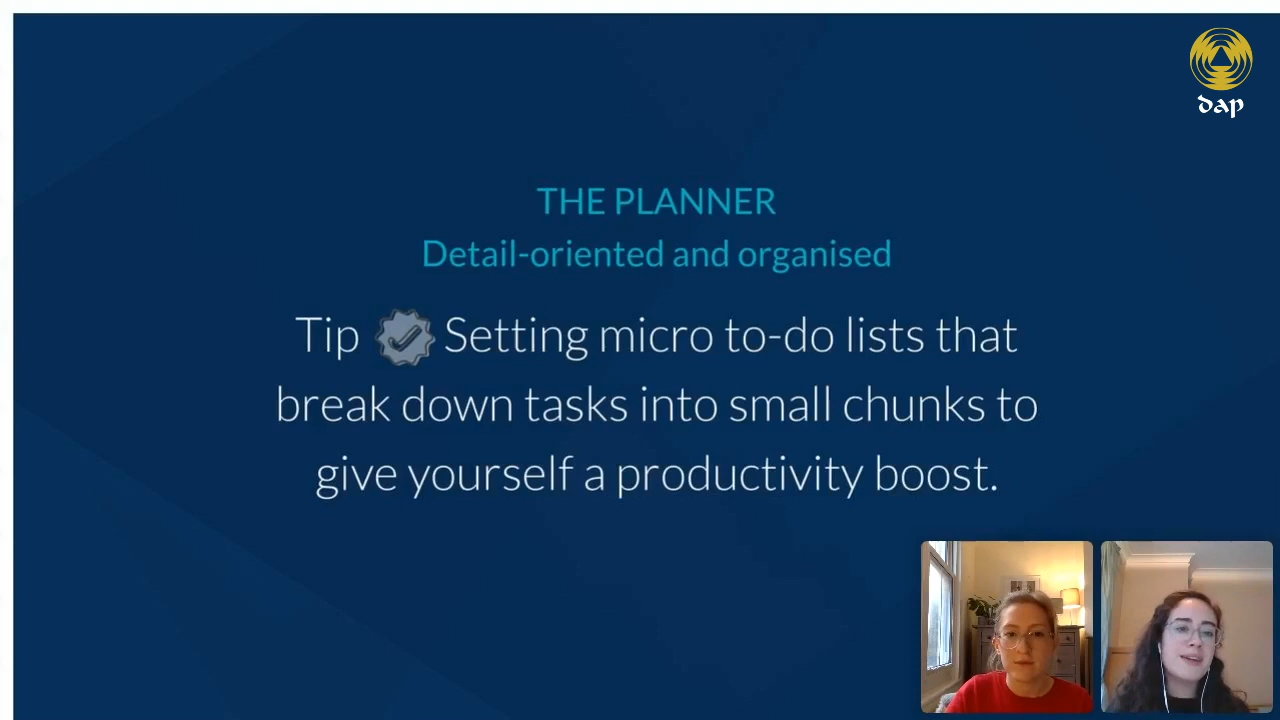 dap
THE PLANNER
Detail-oriented and organised
Tip Setting micro to-do lists that
break down tasks into small chunks to
give yourself a productivity boost.